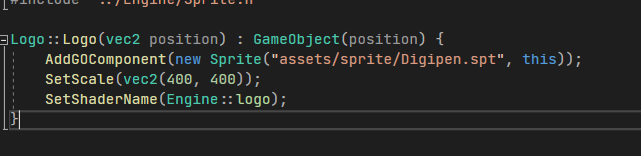 #include "../Engine/Sprite.h"
Logo::Logo(vec2 position) : GameObject(position) {
AddGOComponent(new Sprite("assets/sprite/Digipen.spt", this));
SetScale(vec2(400, 400));
SetShaderName(Engine::logo);
}